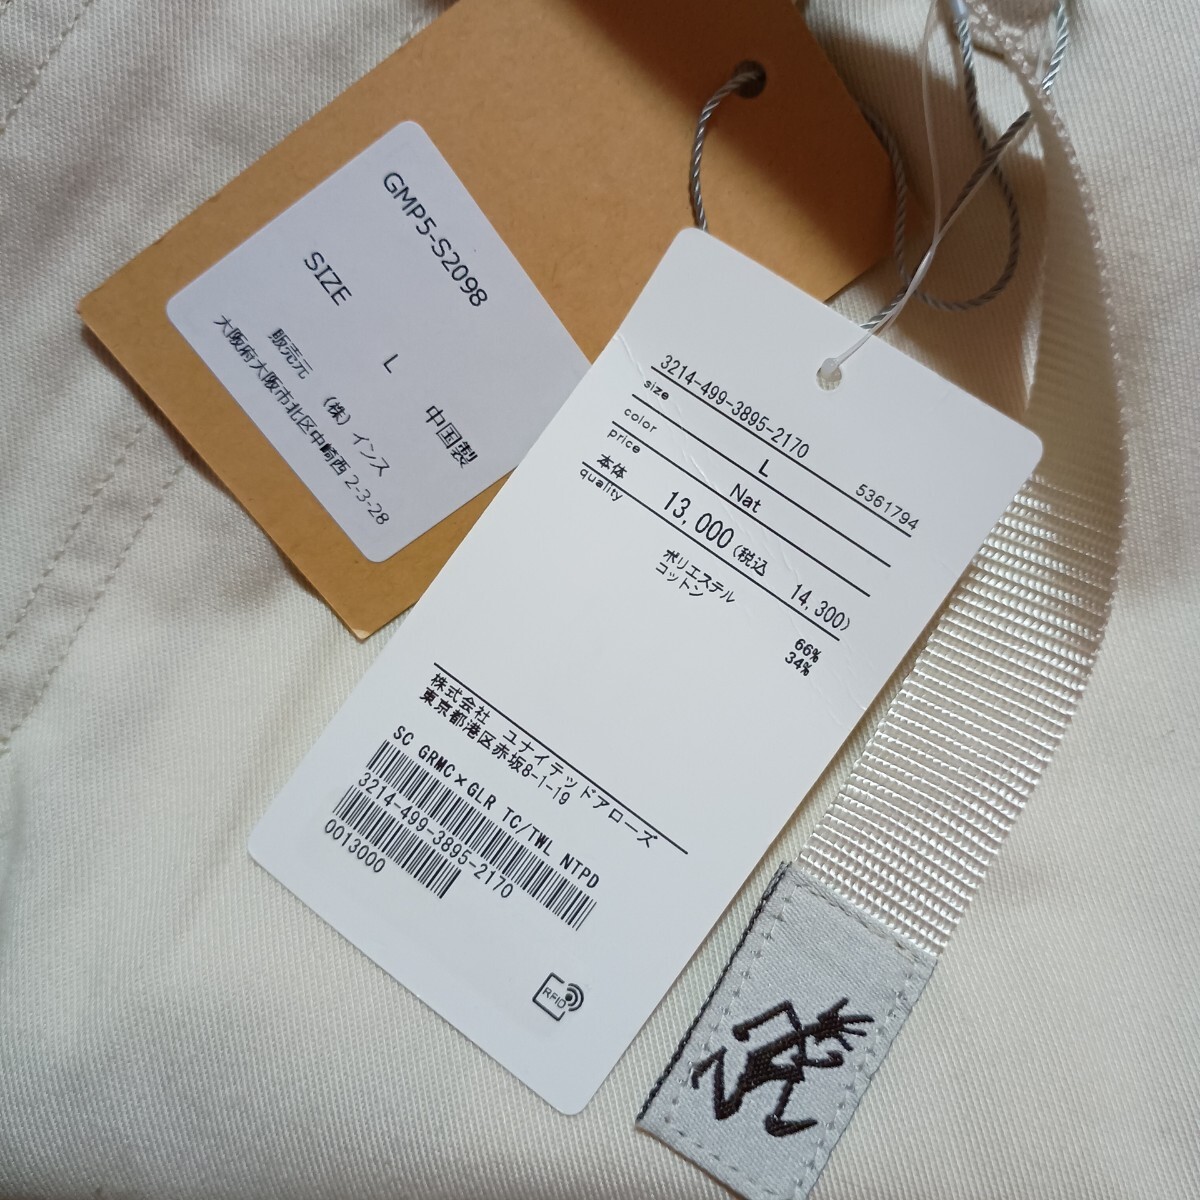 GMP5-S2098
SIZE
L
中国製
販売元 (株)インス
大阪府大阪市北区中崎西2-3-28
3214-499-3895-2170
size L 5361794
color Nat
price
本体 13,000(税込 14,300)
quality
ポリエステル 66%
コットン 34%
株式会社 ユナイテッドアローズ
東京都港区赤坂8-1-19
SC GRMC×GLR TC/TWL NTPD
3214-499-3895-2170
0013000
RFID